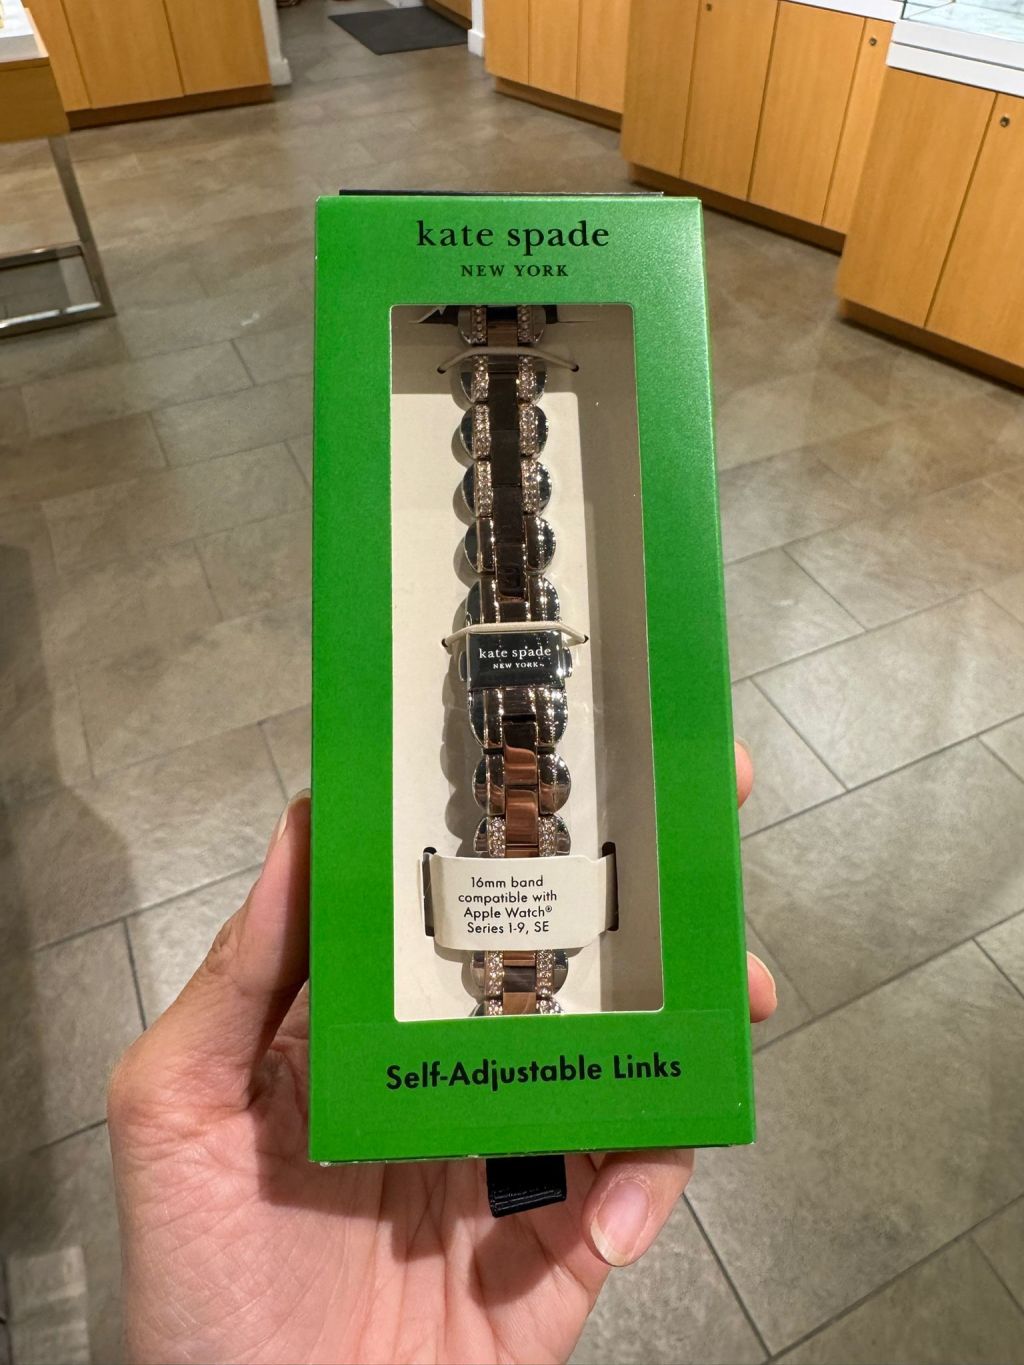 kate spade
NEW YORK
kate spade
NEW YORK
16mm band
compatible with
Apple Watch®
Series 1-9, SE
Self-Adjustable Links